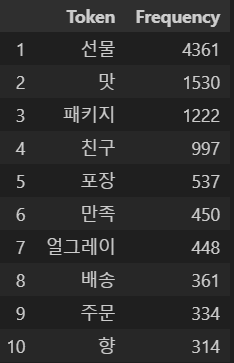 Token Frequency
1 선물 4361
2 맛 1530
3 패키지 1222
4 친구 997
5 포장 537
6 만족 450
7 얼그레이 448
8 배송 361
9 주문 334
10 향 314